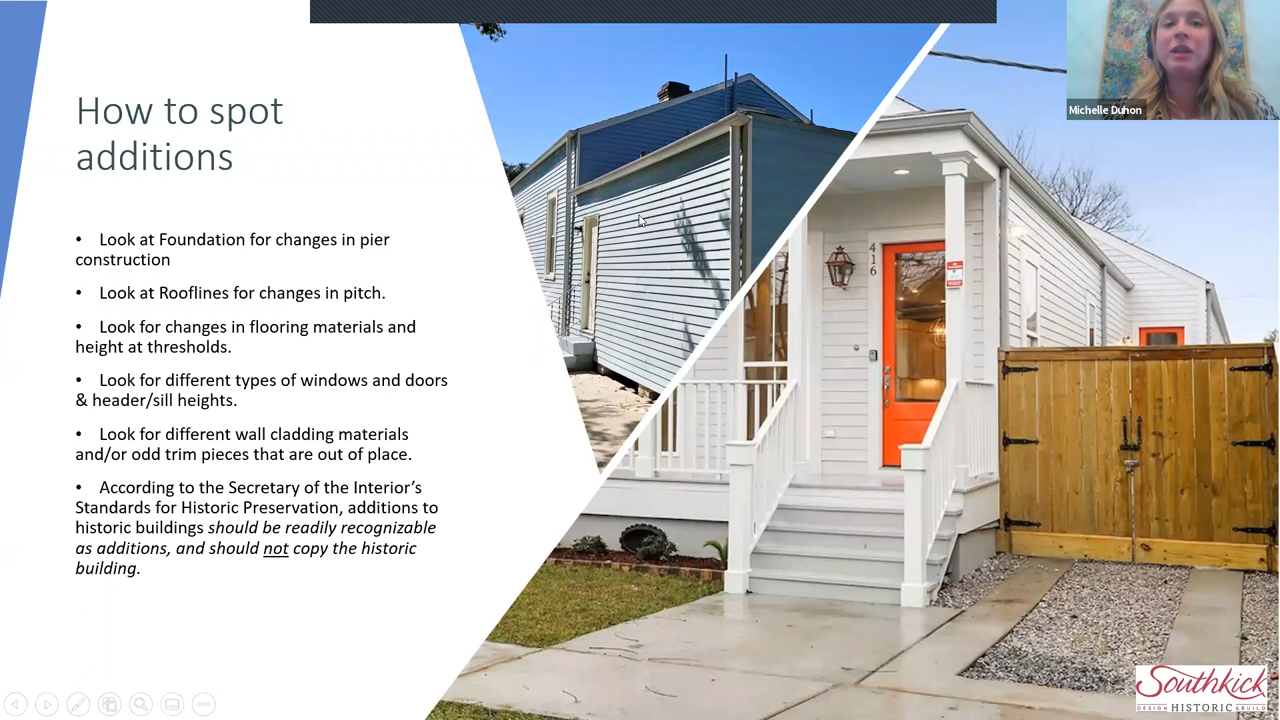 How to spot
additions
• Look at Foundation for changes in pier
construction
• Look at Rooflines for changes in pitch.
• Look for changes in flooring materials and
height at thresholds.
• Look for different types of windows and doors
& header/sill heights.
• Look for different wall cladding materials
and/or odd trim pieces that are out of place.
• According to the Secretary of the Interior’s
Standards for Historic Preservation, additions to
historic buildings should be readily recognizable
as additions, and should not copy the historic
building.
Michelle Duhon
416
Southkick
DESIGN HISTORIC & BUILD